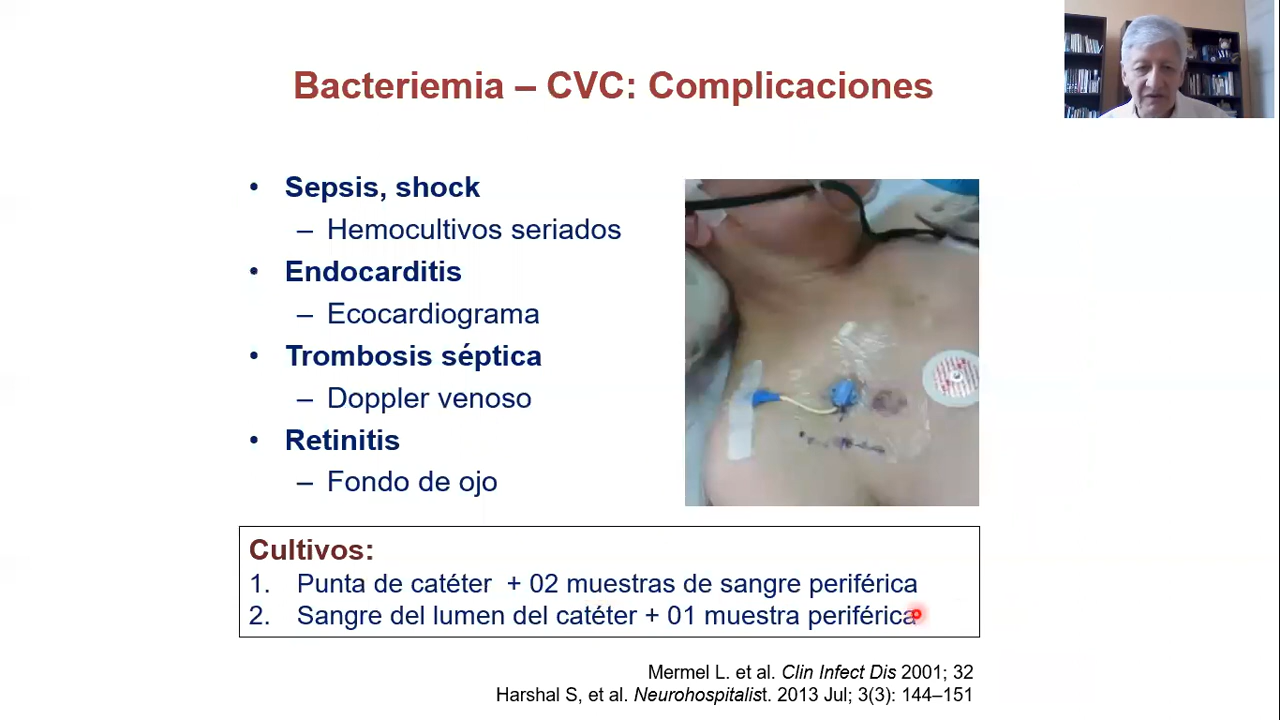 Bacteriemia – CVC: Complicaciones
• Sepsis, shock
– Hemocultivos seriados
• Endocarditis
– Ecocardiograma
• Trombosis séptica
– Doppler venoso
• Retinitis
– Fondo de ojo
Cultivos:
1. Punta de catéter + 02 muestras de sangre periférica
2. Sangre del lumen del catéter + 01 muestra periférica
Mermel L. et al. Clin Infect Dis 2001; 32
Harshal S, et al. Neurohospitalist. 2013 Jul; 3(3): 144–151